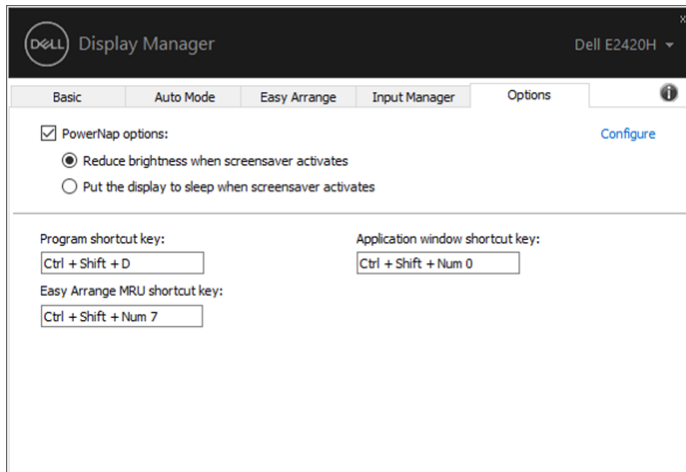 x
DELL Display Manager
Dell E2420H
Basic Auto Mode Easy Arrange Input Manager Options i
PowerNap options: Configure
Reduce brightness when screensaver activates
Put the display to sleep when screensaver activates
Program shortcut key: Application window shortcut key:
Ctrl + Shift + D Ctrl + Shift + Num 0
Easy Arrange MRU shortcut key:
Ctrl + Shift + Num 7